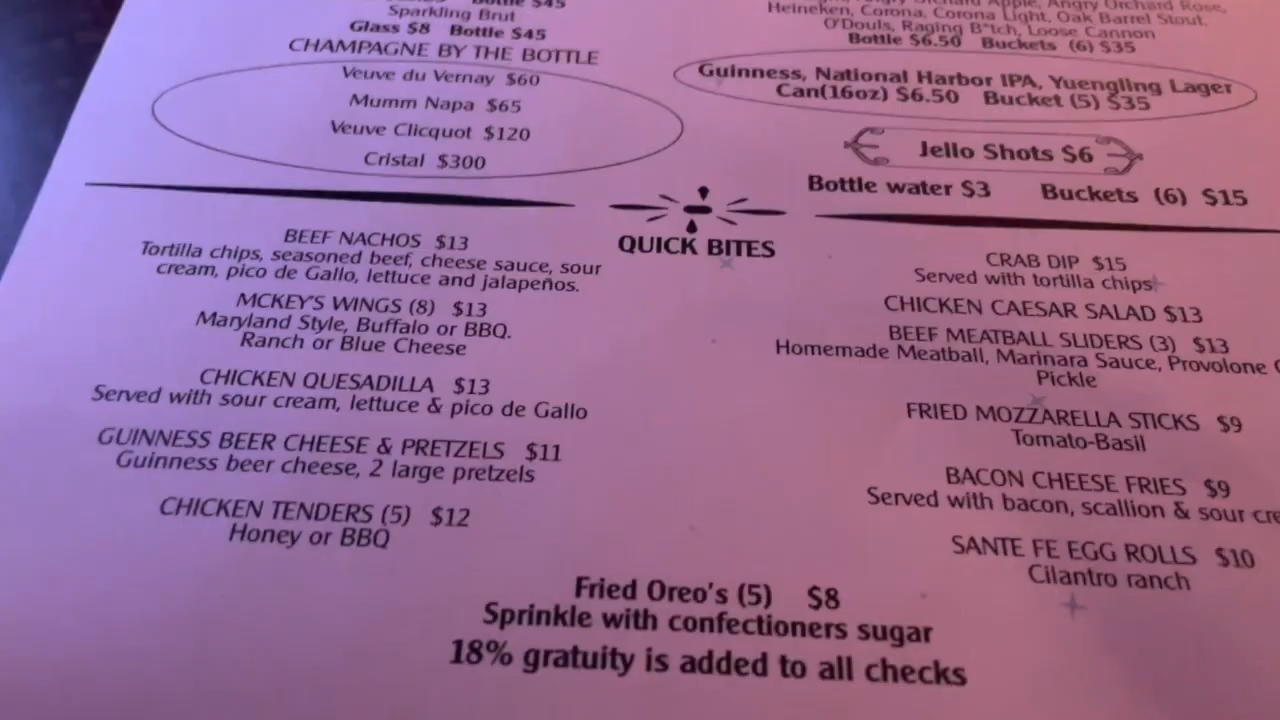 Bottle $45
Sparkling Brut
Glass $8 Bottle $45
CHAMPAGNE BY THE BOTTLE
Veuve du Vernay $60
Mumm Napa $65
Veuve Clicquot $120
Cristal $300
Orchard Apple, Angry Orchard Rose,
Heineken, Corona, Corona Light, Oak Barrel Stout.
O'Douls, Raging B*tch, Loose Cannon
Bottle $6.50 Buckets (6) $35
Guinness, National Harbor IPA, Yuengling Lager
Can(16oz) $6.50 Bucket (5) $35
Jello Shots $6
Bottle water $3 Buckets (6) $15
QUICK BITES
BEEF NACHOS $13
Tortilla chips, seasoned beef, cheese sauce, sour
cream, pico de Gallo, lettuce and jalapeños.
MCKEY'S WINGS (8) $13
Maryland Style, Buffalo or BBQ.
Ranch or Blue Cheese
CHICKEN QUESADILLA $13
Served with sour cream, lettuce & pico de Gallo
GUINNESS BEER CHEESE & PRETZELS $11
Guinness beer cheese, 2 large pretzels
CHICKEN TENDERS (5) $12
Honey or BBQ
CRAB DIP $15
Served with tortilla chips
CHICKEN CAESAR SALAD $13
BEEF MEATBALL SLIDERS (3) $13
Homemade Meatball, Marinara Sauce, Provolone
Pickle
FRIED MOZZARELLA STICKS $9
Tomato-Basil
BACON CHEESE FRIES $9
Served with bacon, scallion & sour cre
SANTE FE EGG ROLLS $10
Cilantro ranch
Fried Oreo's (5) $8
Sprinkle with confectioners sugar
18% gratuity is added to all checks